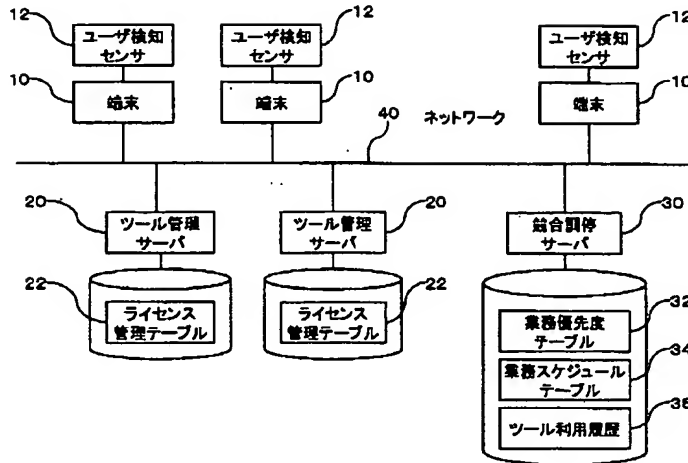 12
ユーザ検知
センサ
ユーザ検知
センサ
12
ユーザ検知
センサ
12
10
端末
端末
10
端末
10
40
ネットワーク
20
ツール管理
サーバ
ツール管理
サーバ
20
競合調停
サーバ
30
22
ライセンス
管理テーブル
ライセンス
管理テーブル
22
業務優先度
テーブル
32
業務スケジュール
テーブル
34
ツール利用履歴
36